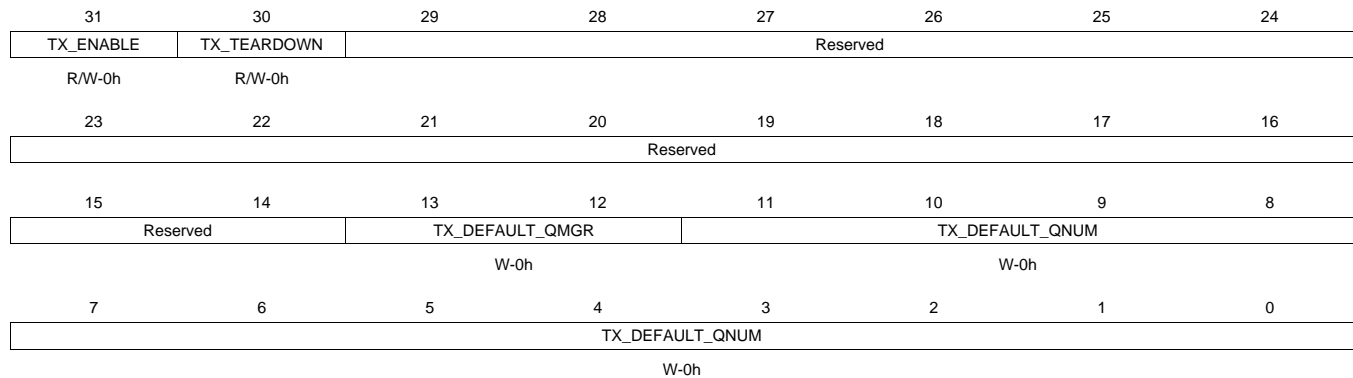 31 30 29 28 27 26 25 24
TX_ENABLE TX_TEARDOWN Reserved
R/W-0h R/W-0h
23 22 21 20 19 18 17 16
Reserved
15 14 13 12 11 10 9 8
Reserved TX_DEFAULT_QMGR TX_DEFAULT_QNUM
W-0h W-0h
7 6 5 4 3 2 1 0
TX_DEFAULT_QNUM
W-0h